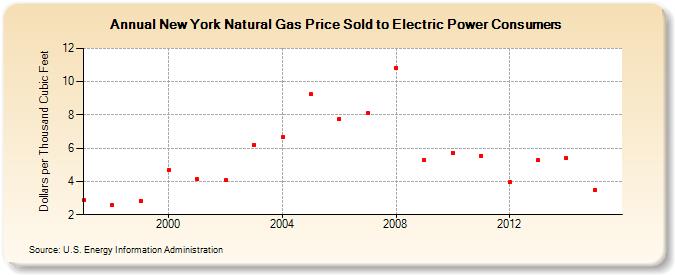 Annual New York Natural Gas Price Sold to Electric Power Consumers
Dollars per Thousand Cubic Feet
12
10
8
6
4
2
2000 2004 2008 2012
Source: U.S. Energy Information Administration